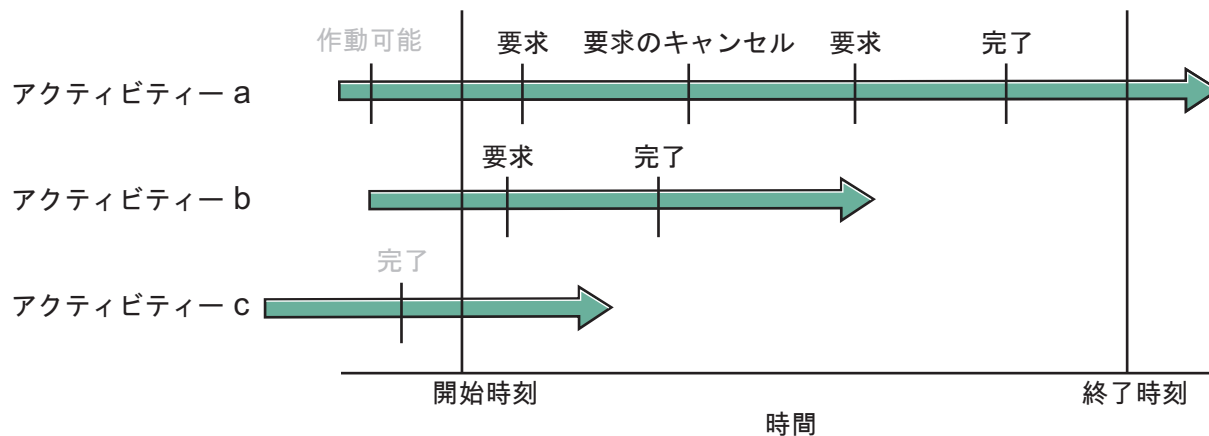 作動可能 要求 要求のキャンセル 要求 完了
アクティビティー a
要求 完了
アクティビティー b
完了
アクティビティー c
開始時刻 終了時刻
時間